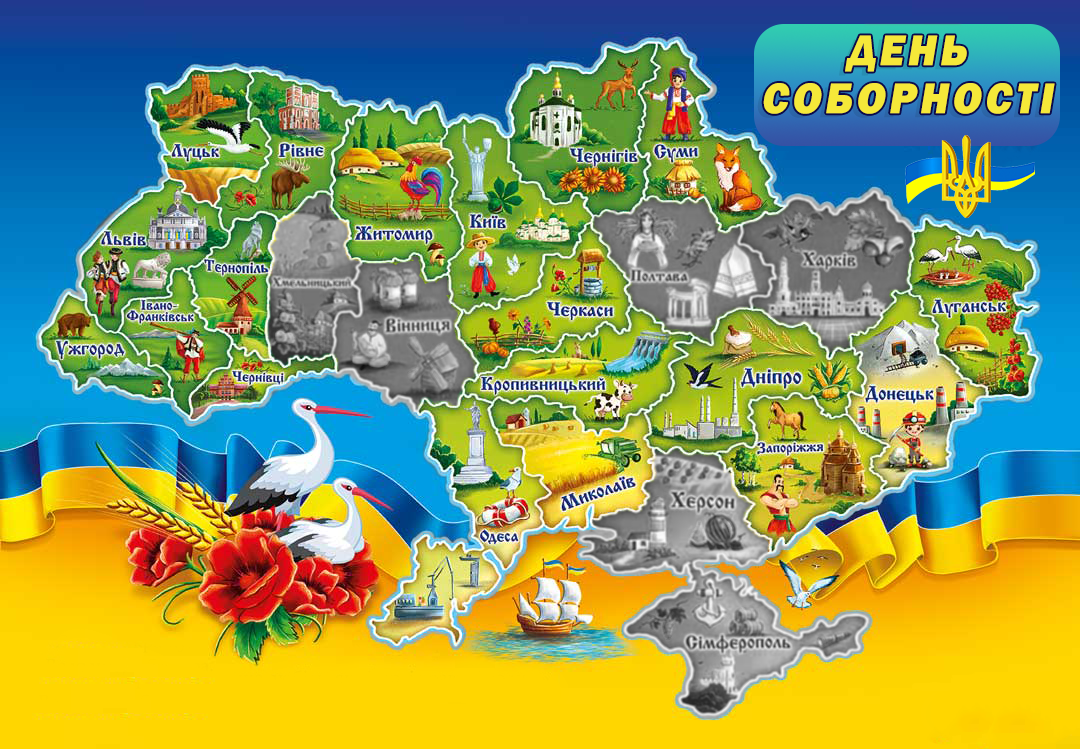 ДЕНЬ
СОБОРНОСТІ
Луцьк
Рівне
Чернігів
Суми
Львів
Житомир
Київ
Тернопіль
Хмельницький
Полтава
Харків
Івано-
Франківськ
Луганськ
Вінниця
Черкаси
Ужгород
Чернівці
Кропивницький
Дніпро
Донецьк
Запоріжжя
Миколаїв
Херсон
Одеса
Сімферополь